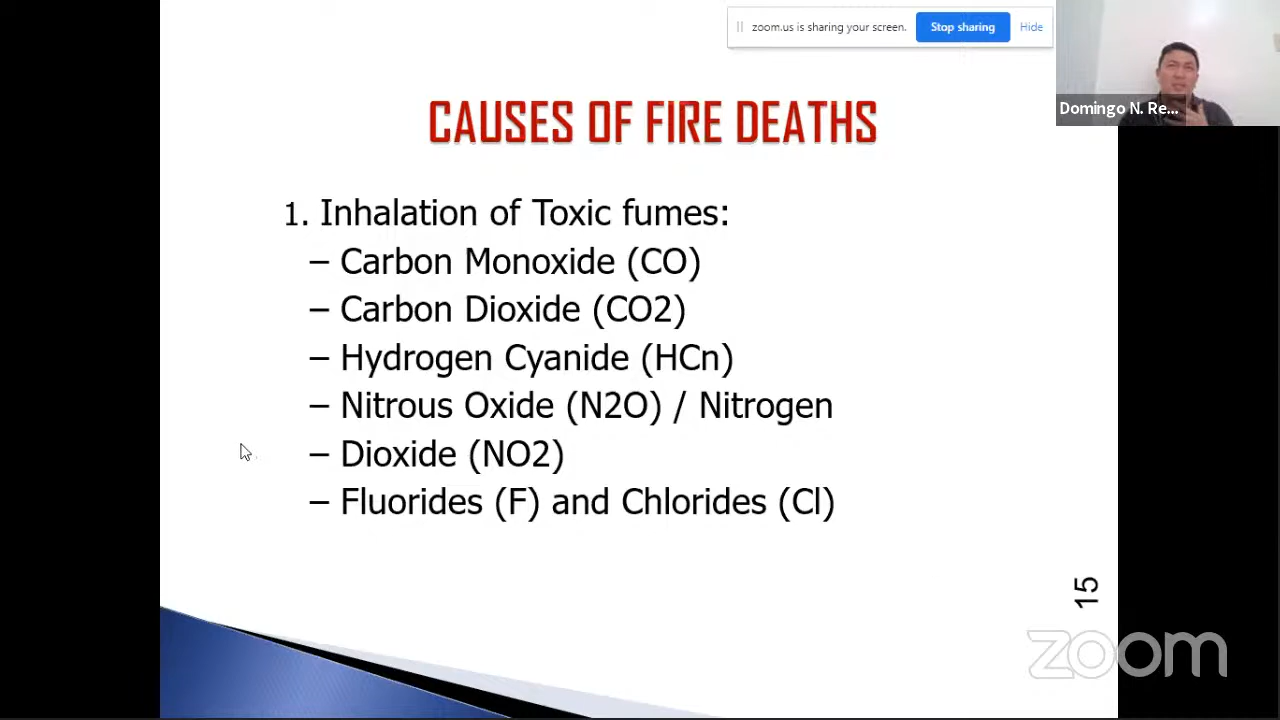 zoom.us is sharing your screen. Stop sharing Hide
Domingo N. Re...
CAUSES OF FIRE DEATHS
1. Inhalation of Toxic fumes:
– Carbon Monoxide (CO)
– Carbon Dioxide (CO2)
– Hydrogen Cyanide (HCn)
– Nitrous Oxide (N2O) / Nitrogen
– Dioxide (NO2)
– Fluorides (F) and Chlorides (Cl)
15
zoom